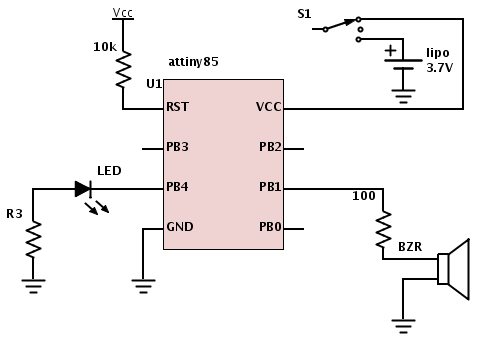 Vcc
S1
10k
attiny85
+
lipo
3.7V
U1
RST
VCC
PB3
PB2
LED
PB4
PB1
100
R3
GND
PB0
BZR